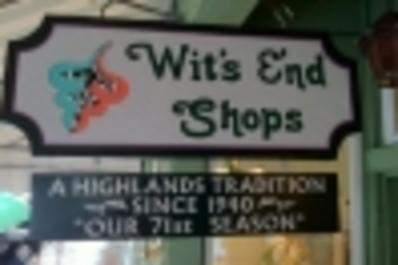 Wit's End
Shops
A HIGHLANDS TRADITION
SINCE 1940
"OUR 71st SEASON"